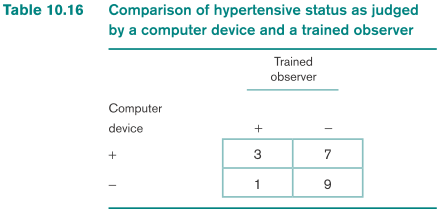 Table 10.16 Comparison of hypertensive status as judged
by a computer device and a trained observer
Trained
observer
Computer
device + −
+ 3 7
− 1 9